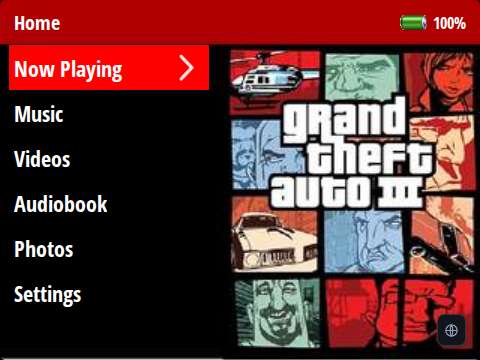 Home
100%
Now Playing
Music
Videos
Audiobook
Photos
Settings
grand
theft
auto III